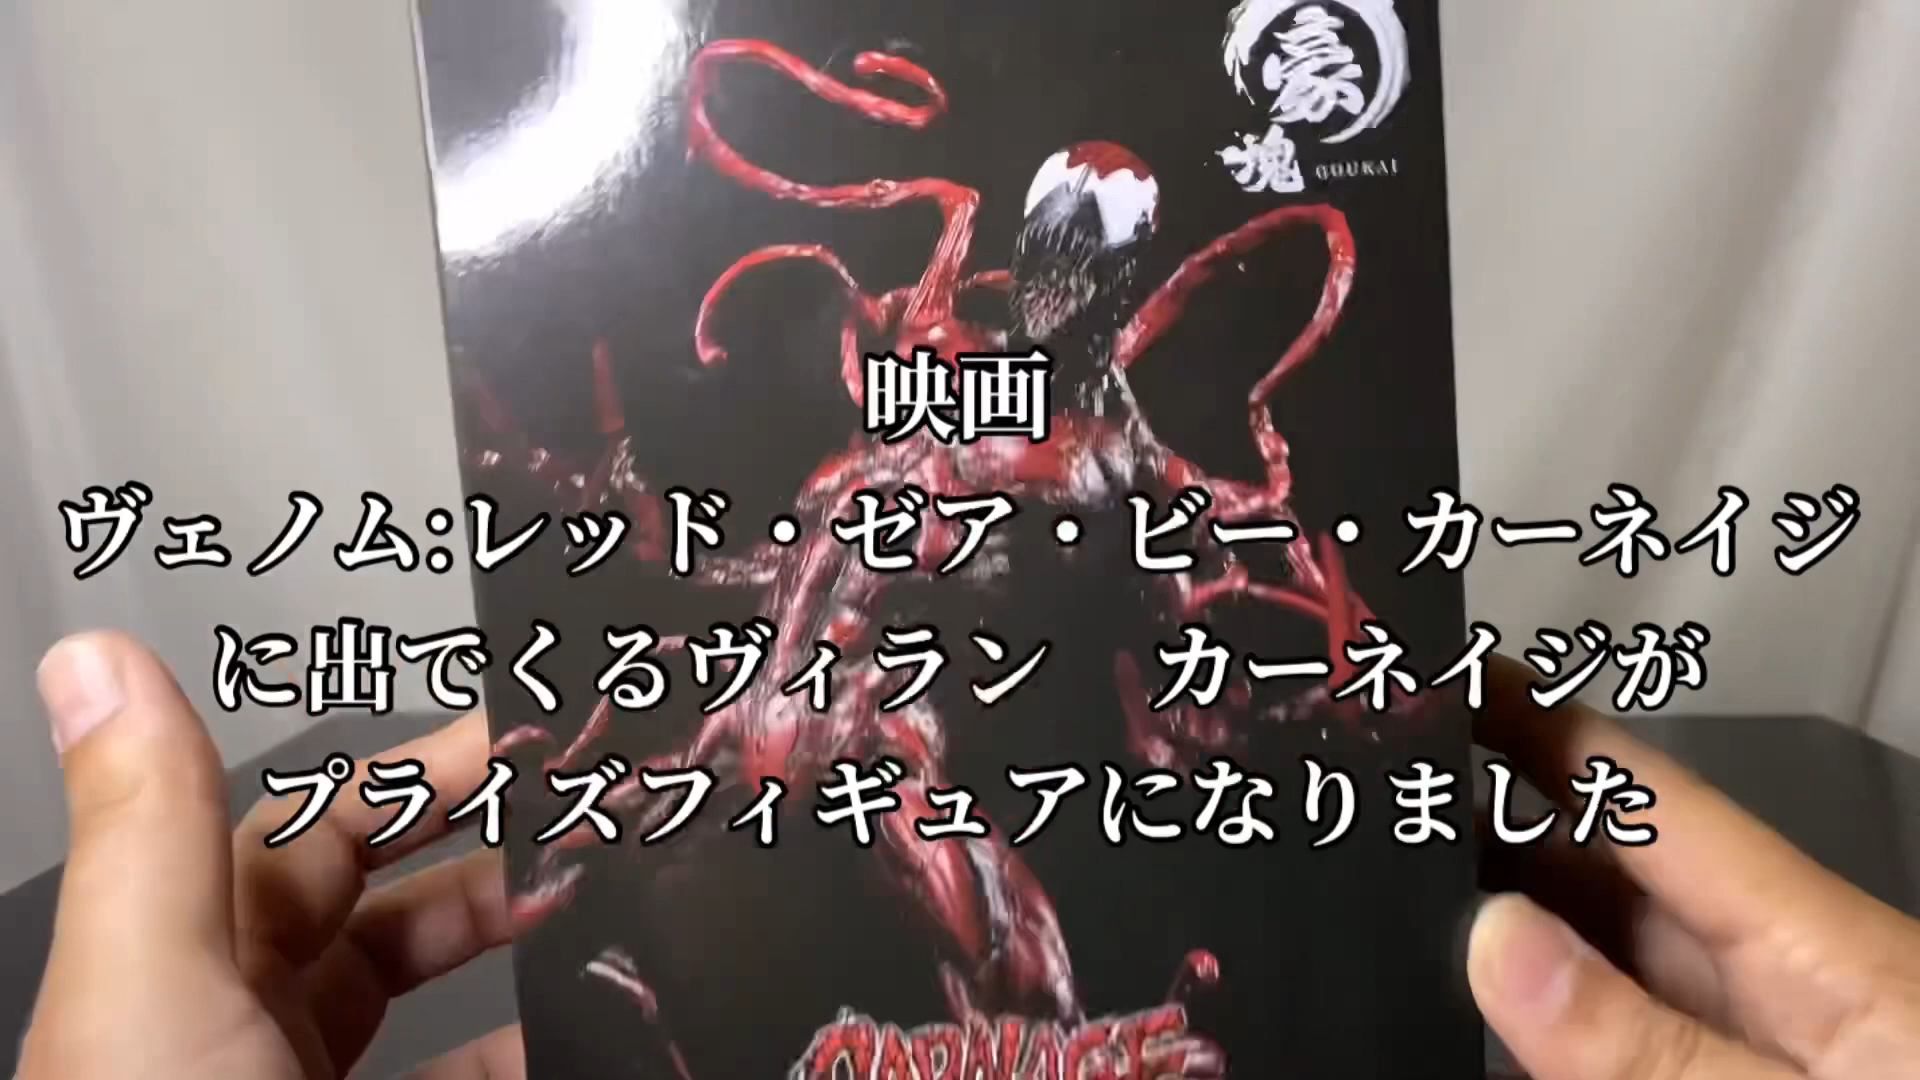 豪
塊 GOUKAI
映画
ヴェノム:レッド・ゼア・ビー・カーネイジ
に出でくるヴィラン　カーネイジが
プライズフィギュアになりました
CARNAGE